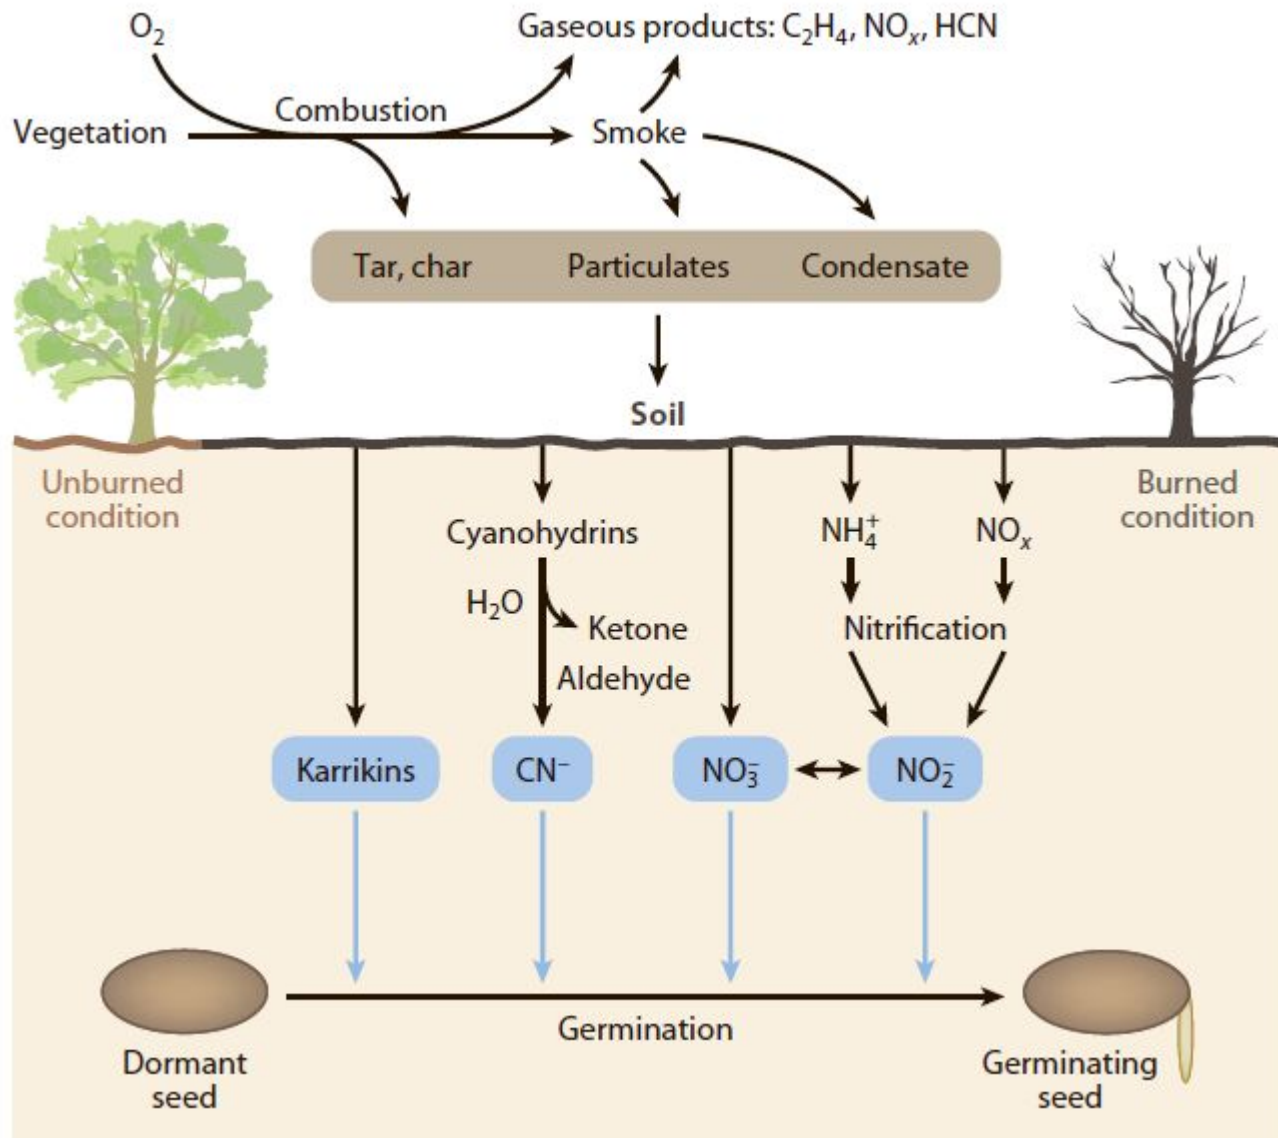 O₂
Gaseous products: C₂H₄, NOₓ, HCN
Combustion
Vegetation
Smoke
Tar, char
Particulates
Condensate
Soil
Unburned
condition
Burned
condition
Cyanohydrins
NH₄⁺
NOₓ
H₂O
Ketone
Nitrification
Aldehyde
Karrikins
CN⁻
NO₃⁻
NO₂⁻
Germination
Dormant
seed
Germinating
seed